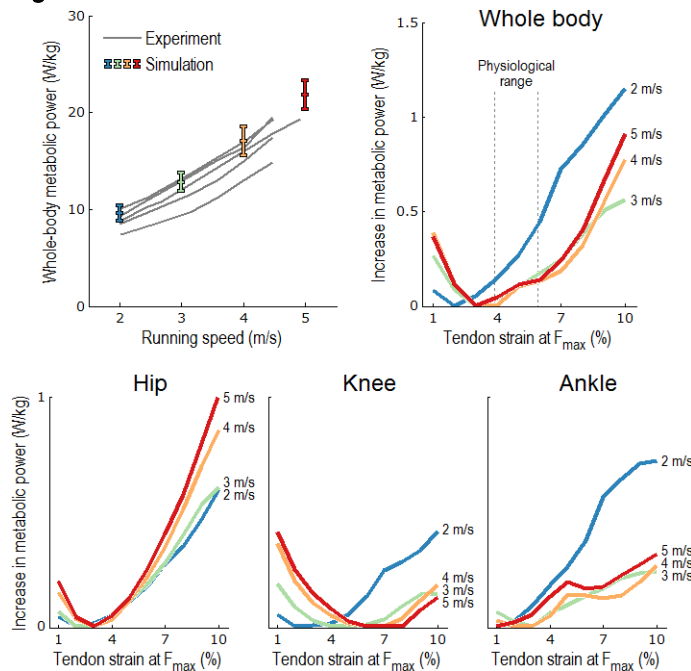 Whole body
30
20
10
0
Whole-body metabolic power (W/kg)
Experiment
Simulation
2
3
4
5
Running speed (m/s)
1.5
1
0.5
0
Increase in metabolic power (W/kg)
Physiological
range
2 m/s
5 m/s
4 m/s
3 m/s
1
4
7
10
Tendon strain at Fmax (%)
Hip
1
0
Increase in metabolic power (W/kg)
5 m/s
4 m/s
3 m/s
2 m/s
1
4
7
10
Tendon strain at Fmax (%)
Knee
2 m/s
4 m/s
3 m/s
5 m/s
1
4
7
10
Tendon strain at Fmax (%)
Ankle
2 m/s
5 m/s
4 m/s
3 m/s
1
4
7
10
Tendon strain at Fmax (%)